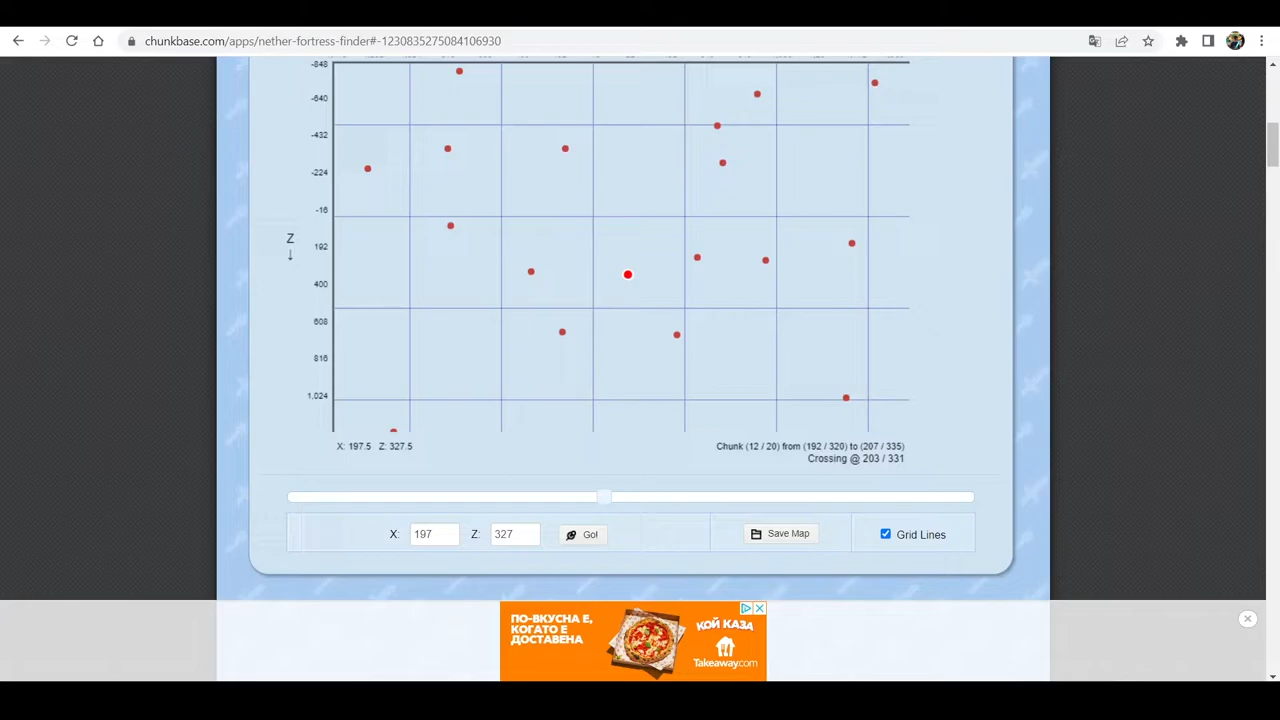 chunkbase.com/apps/nether-fortress-finder#-1230835275084106930
-848
-640
-432
-224
-16
Z
↓
192
400
608
816
1,024
X: 197.5 Z: 327.5
Chunk (12 / 20) from (192 / 320) to (207 / 335)
Crossing @ 203 / 331
X: 197 Z: 327 Go!
Save Map
Grid Lines
ПО-ВКУСНА Е,
КОГАТО Е
ДОСТАВЕНА
КОЙ КАЗА
Takeaway.com